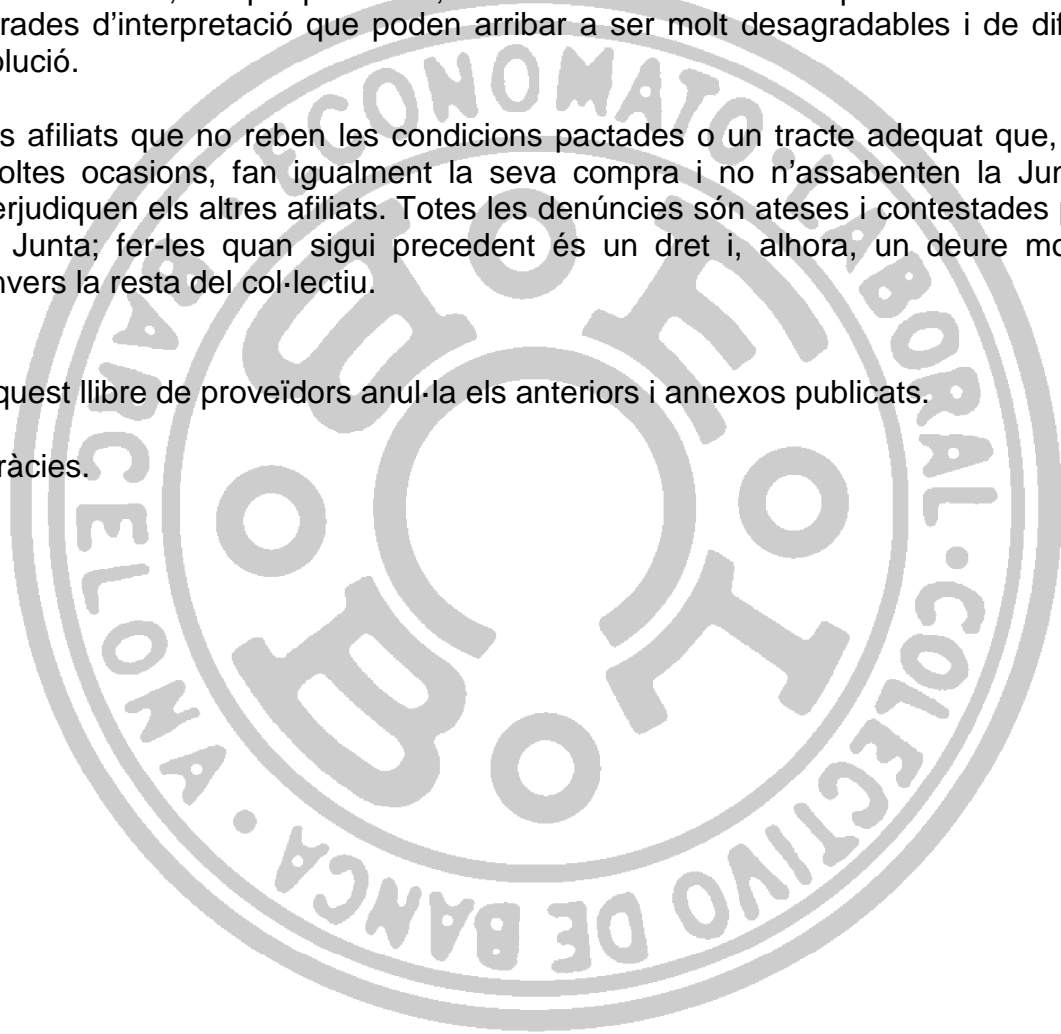 rades d’interpretació que poden arribar a ser molt desagradables i de dif
olució.
s afiliats que no reben les condicions pactades o un tracte adequat que,
oltes ocasions, fan igualment la seva compra i no n’assabenten la Jun
erjudiquen els altres afiliats. Totes les denúncies són ateses i contestades p
Junta; fer-les quan sigui precedent és un dret i, alhora, un deure mo
nvers la resta del col·lectiu.
quest llibre de proveïdors anul·la els anteriors i annexos publicats.
ràcies.
ECONOMATO·LABORAL·COLECTIVO DE BANCA·BARCELONA